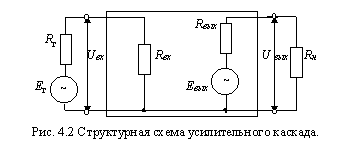 Rг
Eг
~
Uвх
Rвх
Rвых
Eвых
~
Uвых
Rн
Рис. 4.2 Структурная схема усилительного каскада.